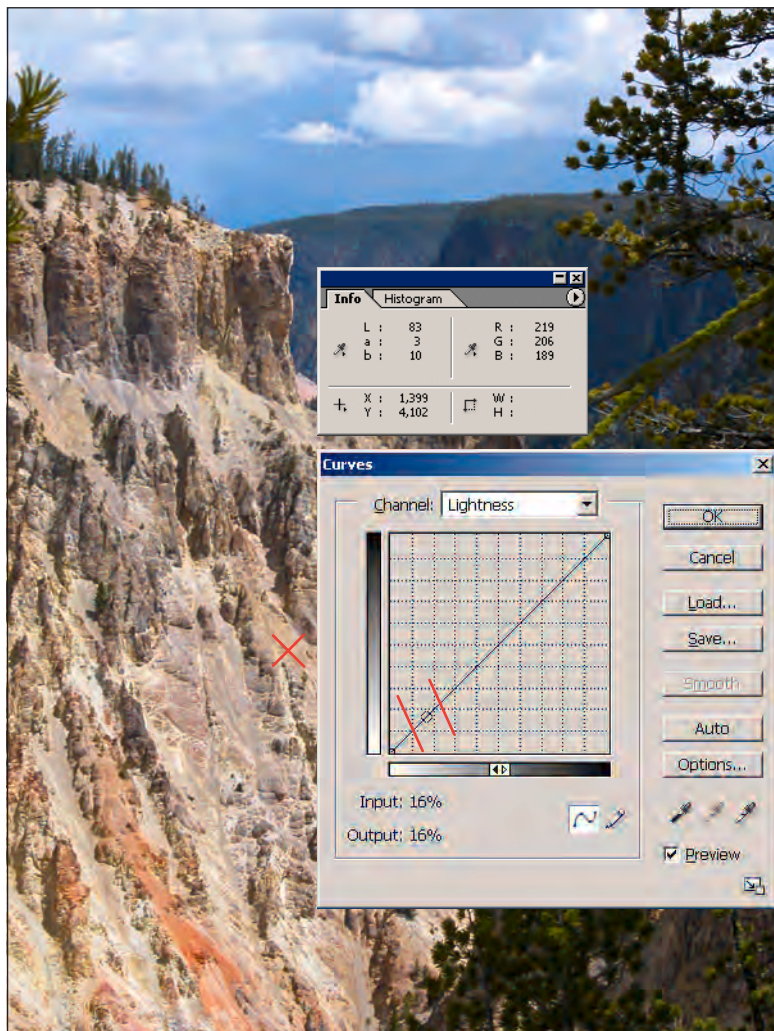 Info Histogram
L : 83 R : 219
a : 3 G : 206
b : 10 B : 189
X : 1,399 W :
Y : 4,102 H :
Curves
Channel: Lightness
OK
Cancel
Load...
Save...
Smooth
Auto
Options...
Input: 16%
Output: 16%
Preview